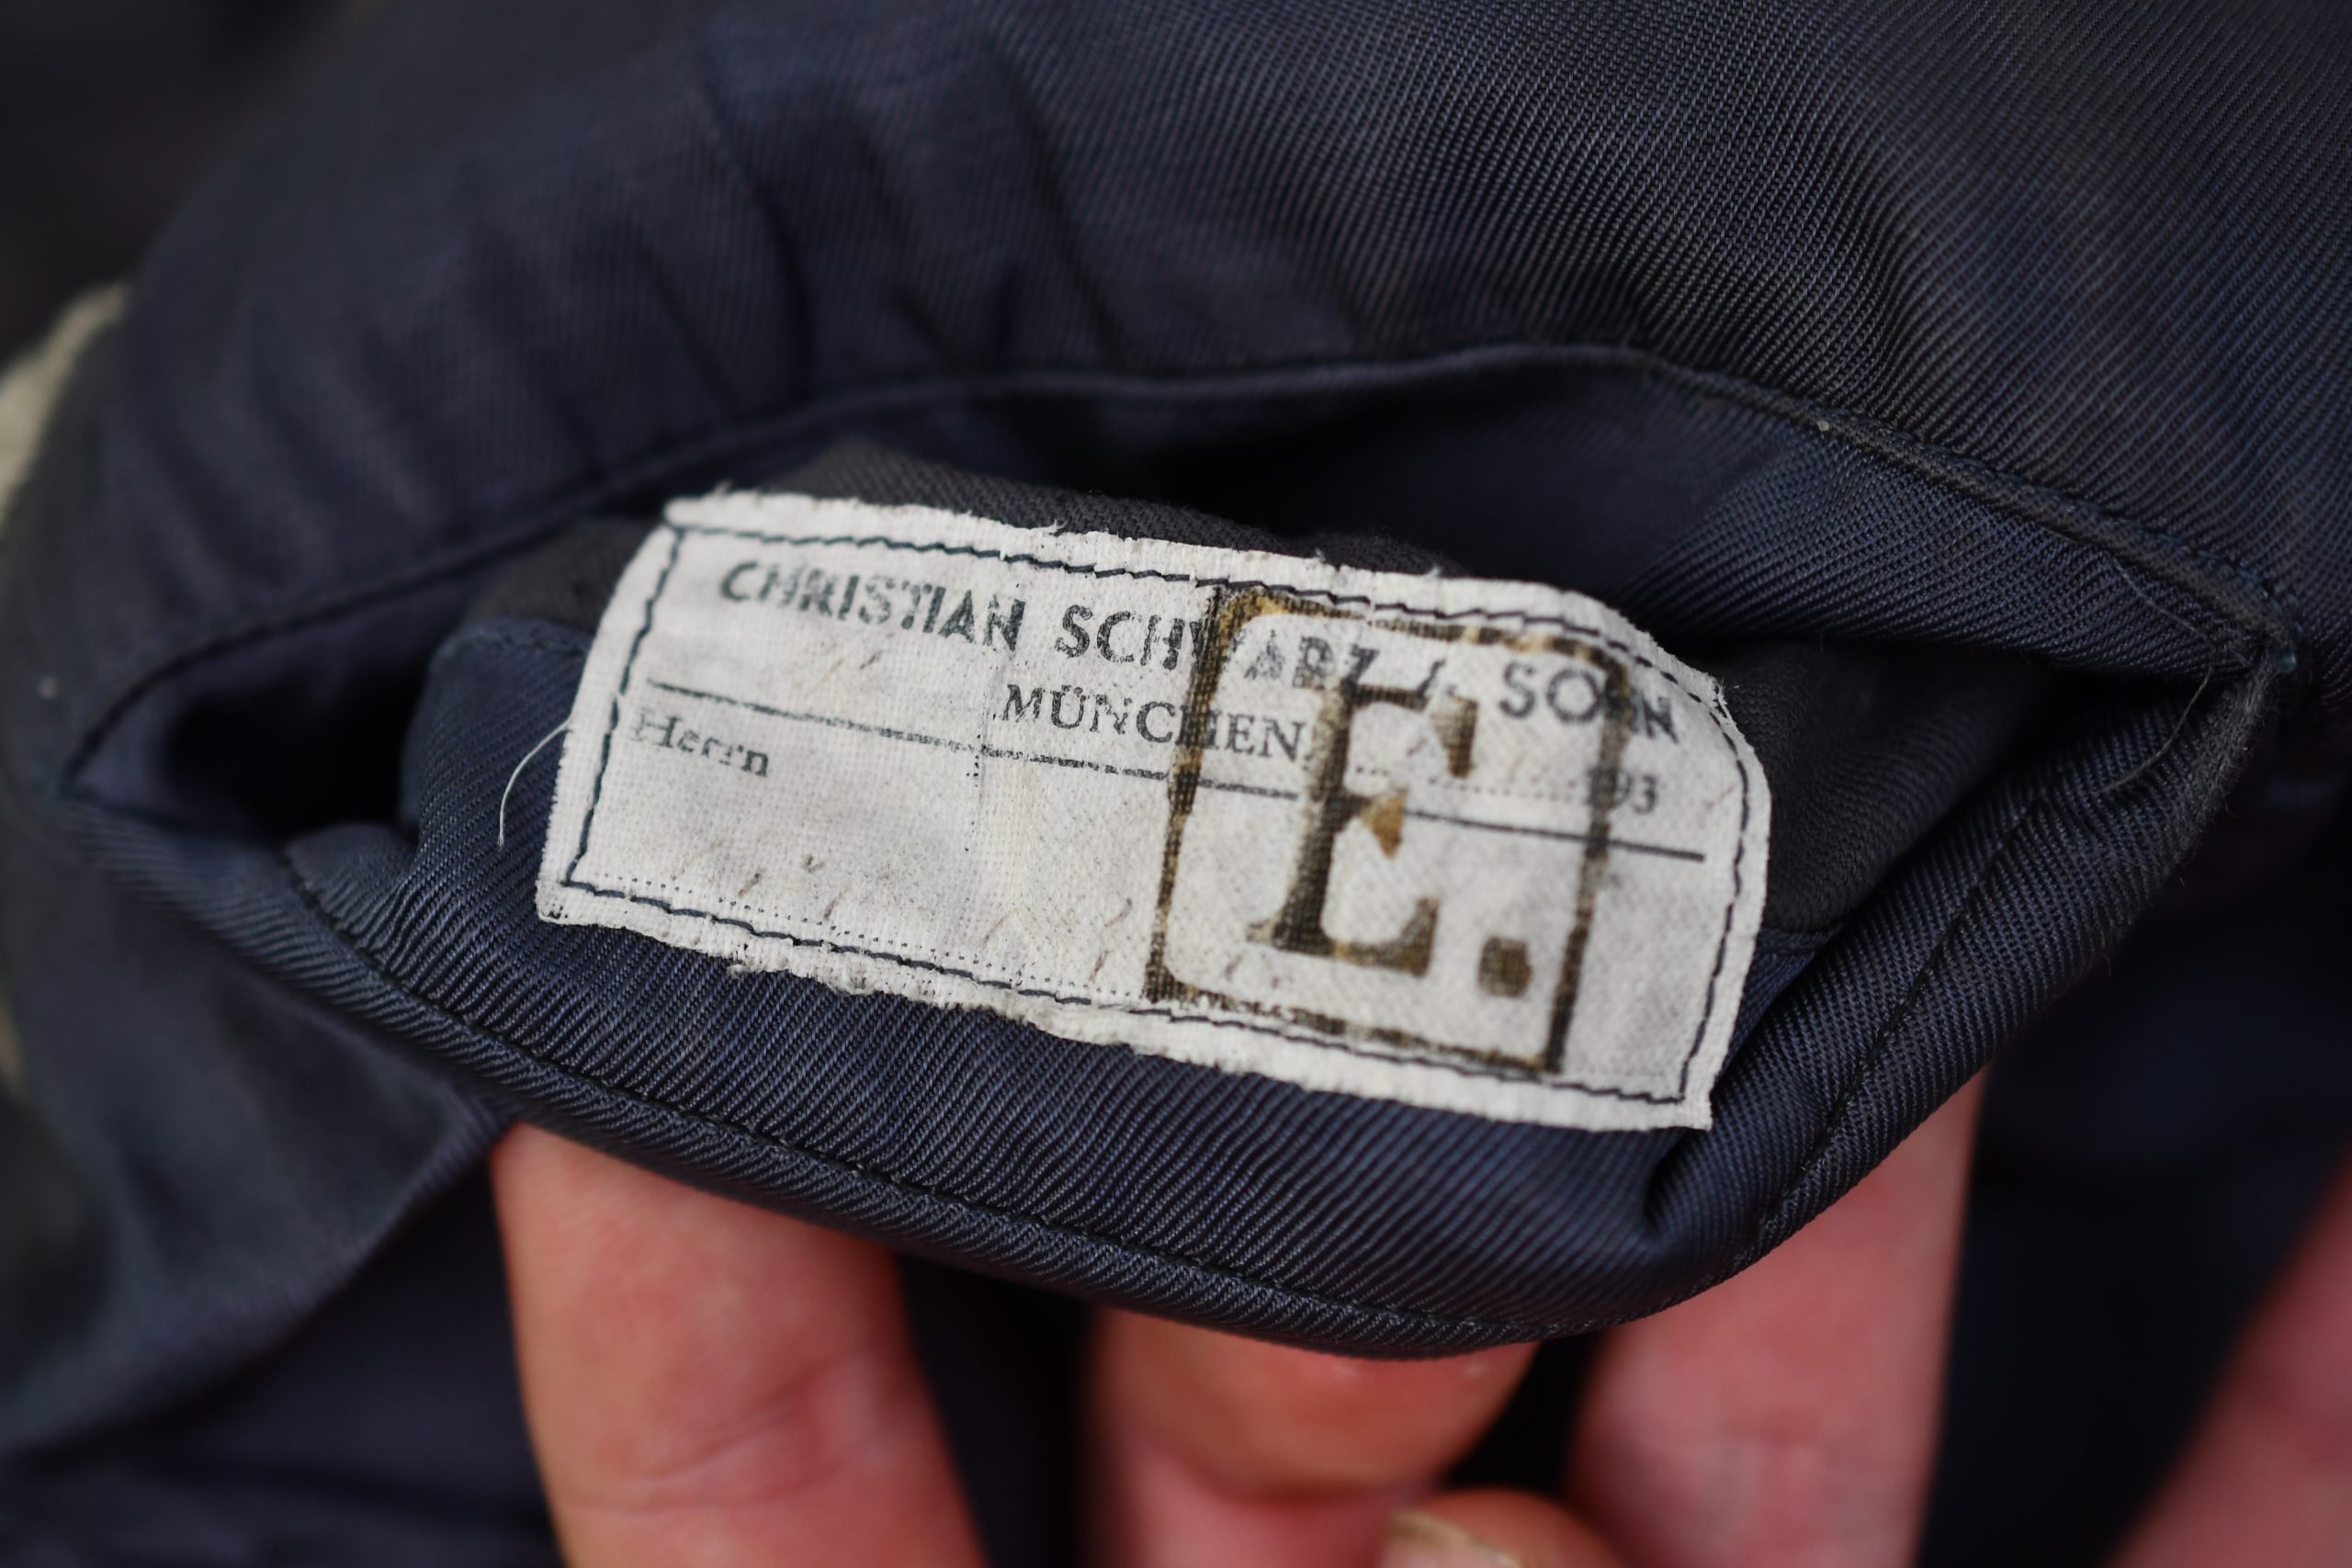 CHRISTIAN SCHWARZ & SOHN
MÜNCHEN, ........................193
Herrn
E.